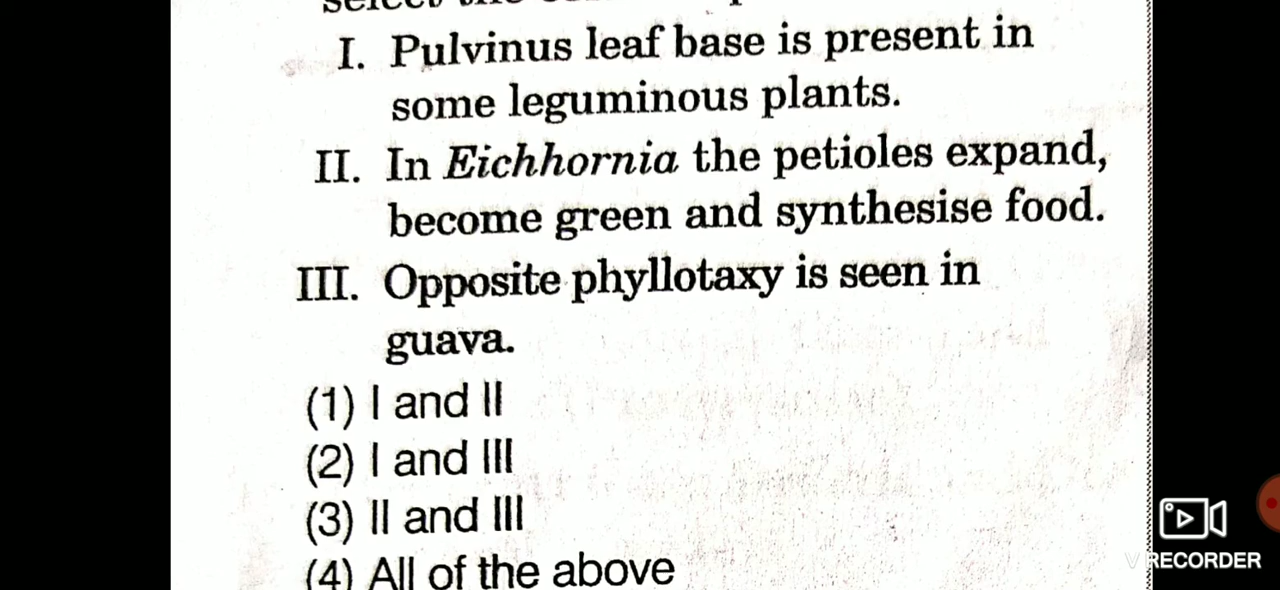 I. Pulvinus leaf base is present in
some leguminous plants.
II. In Eichhornia the petioles expand,
become green and synthesise food.
III. Opposite phyllotaxy is seen in
guava.
(1) I and II
(2) I and III
(3) II and III
(4) All of the above
V RECORDER